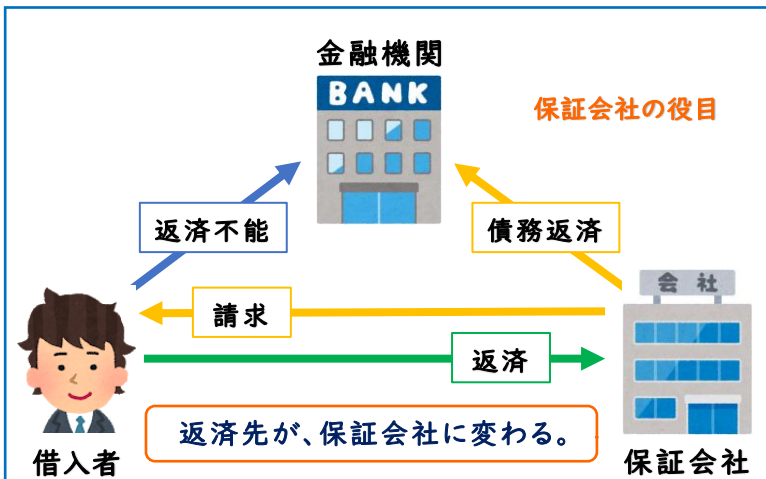 金融機関
BANK
保証会社の役目
返済不能
債務返済
会社
請求
返済
返済先が、保証会社に変わる。
借入者
保証会社